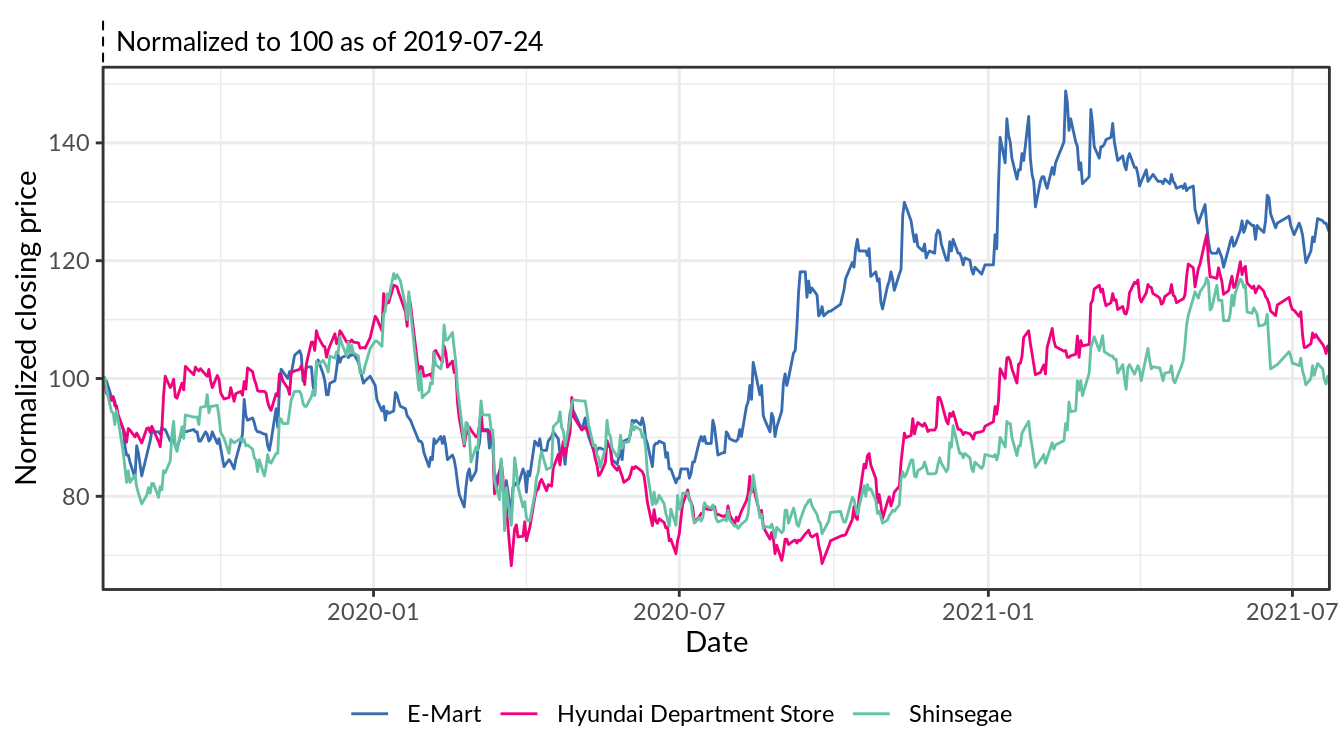 Normalized to 100 as of 2019-07-24
Normalized closing price
140
120
100
80
2020-01
2020-07
2021-01
2021-07
Date
E-Mart
Hyundai Department Store
Shinsegae